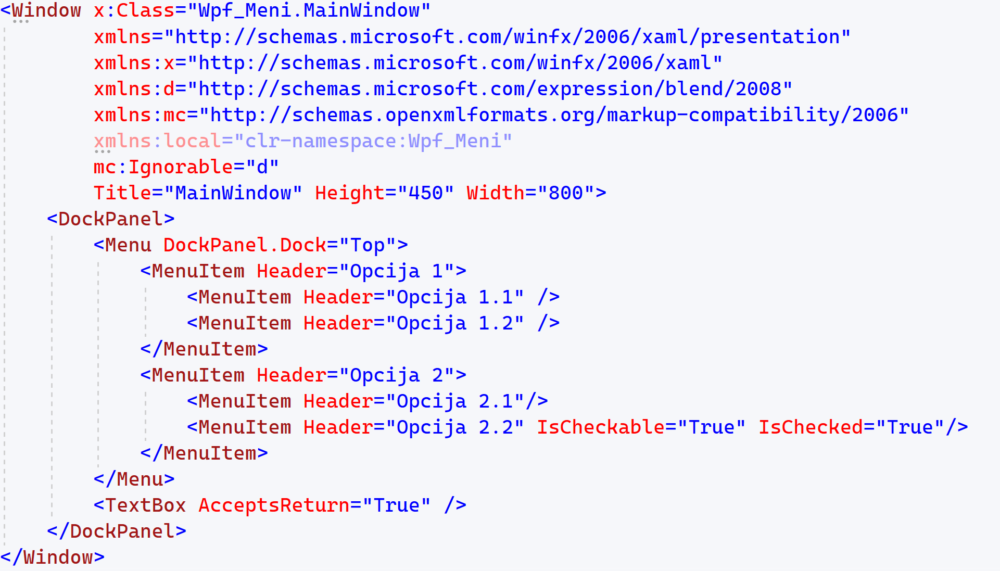 <Window x:Class="Wpf_Meni.MainWindow"
        xmlns="http://schemas.microsoft.com/winfx/2006/xaml/presentation"
        xmlns:x="http://schemas.microsoft.com/winfx/2006/xaml"
        xmlns:d="http://schemas.microsoft.com/expression/blend/2008"
        xmlns:mc="http://schemas.openxmlformats.org/markup-compatibility/2006"
        xmlns:local="clr-namespace:Wpf_Meni"
        mc:Ignorable="d"
        Title="MainWindow" Height="450" Width="800">
    <DockPanel>
        <Menu DockPanel.Dock="Top">
            <MenuItem Header="Opcija 1">
                <MenuItem Header="Opcija 1.1" />
                <MenuItem Header="Opcija 1.2" />
            </MenuItem>
            <MenuItem Header="Opcija 2">
                <MenuItem Header="Opcija 2.1"/>
                <MenuItem Header="Opcija 2.2" IsCheckable="True" IsChecked="True"/>
            </MenuItem>
        </Menu>
        <TextBox AcceptsReturn="True" />
    </DockPanel>
</Window>